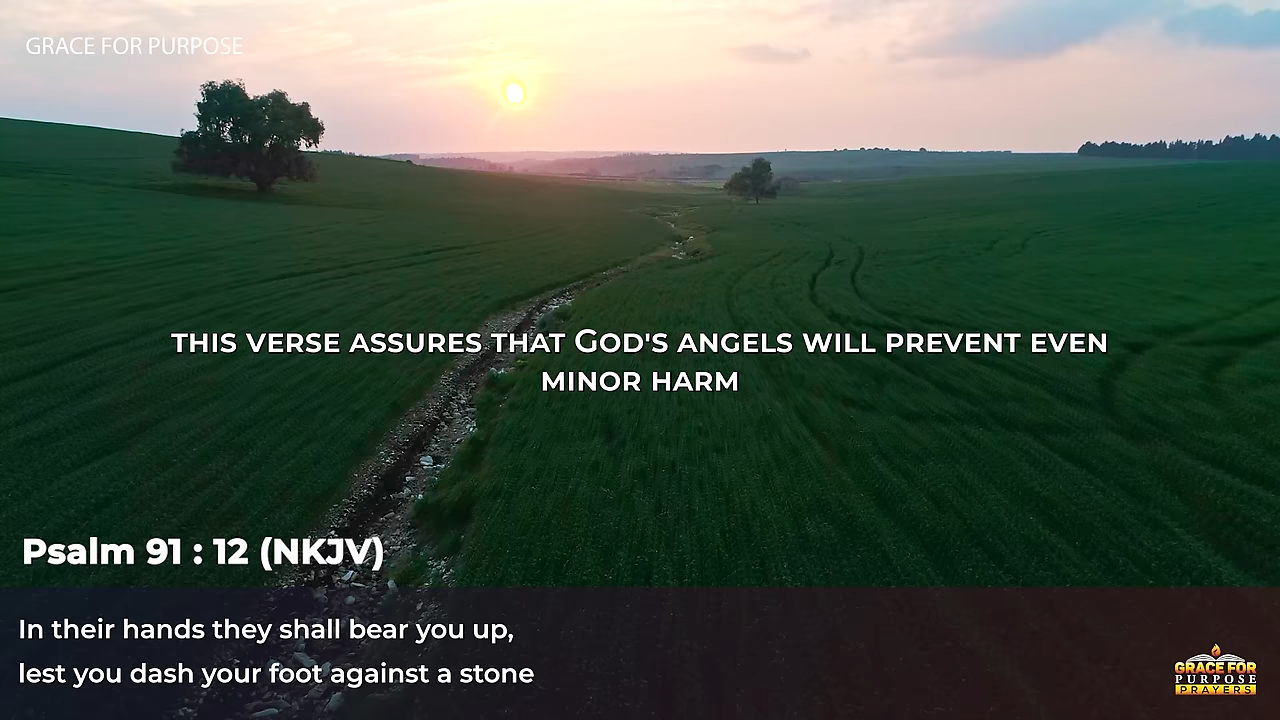 GRACE FOR PURPOSE
THIS VERSE ASSURES THAT GOD'S ANGELS WILL PREVENT EVEN
MINOR HARM
Psalm 91 : 12 (NKJV)
In their hands they shall bear you up,
lest you dash your foot against a stone
GRACE FOR
PURPOSE
PRAYERS